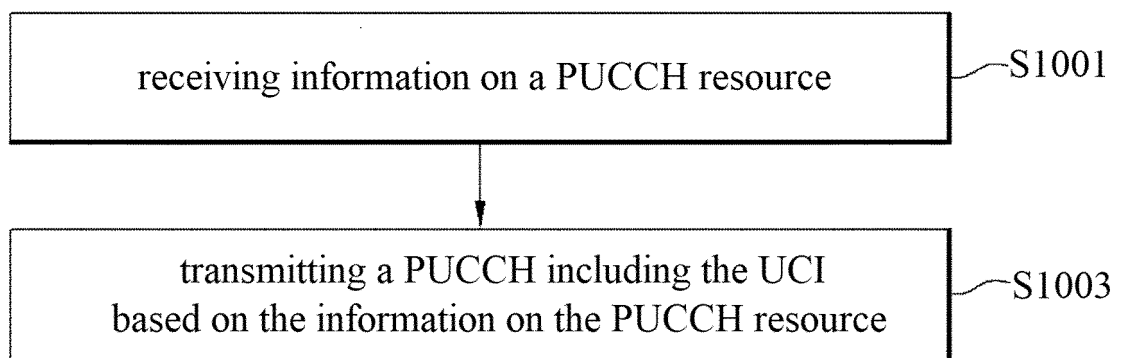 receiving information on a PUCCH resource
S1001
transmitting a PUCCH including the UCI
based on the information on the PUCCH resource
S1003